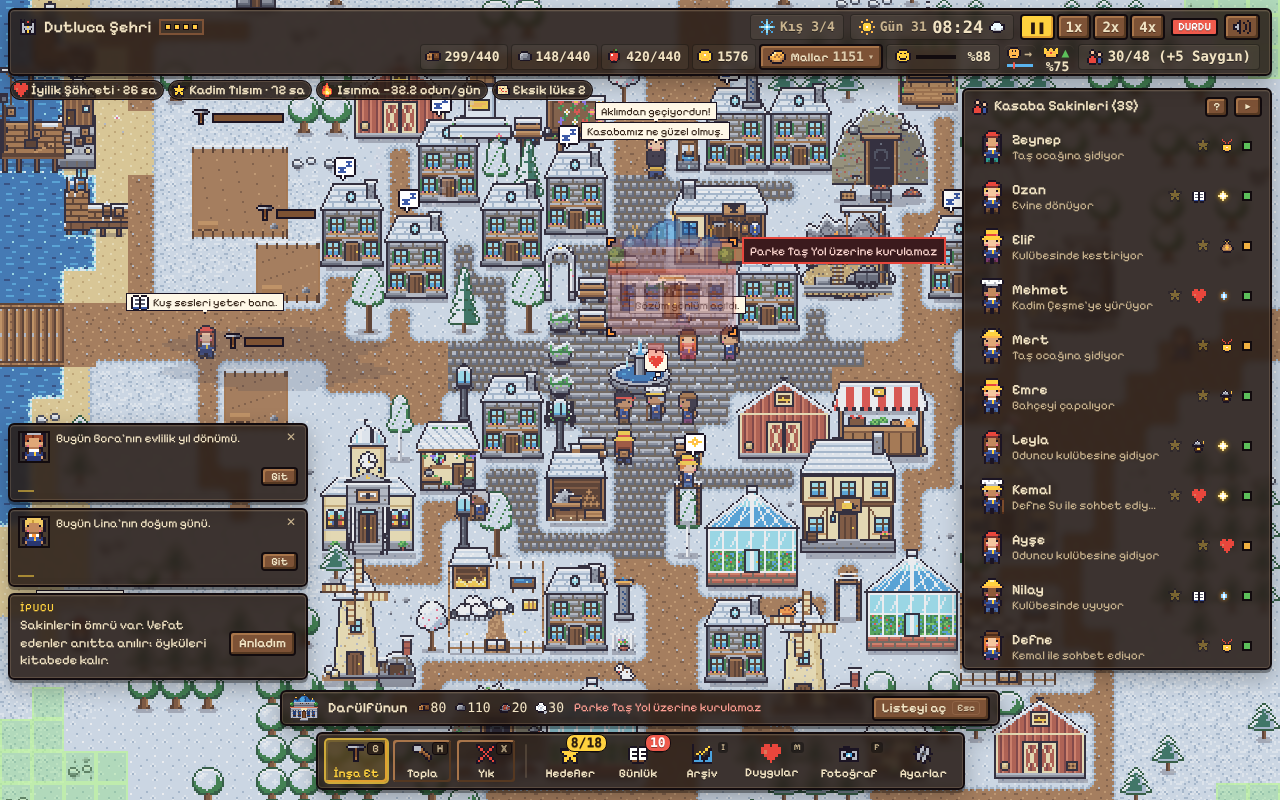 Dutluca Şehri
Kış 3/4
Gün 31 08:24
1x
2x
4x
DURDU
299/440
148/440
420/440
1576
Mallar 1151
%88
%75
30/48 (+5 Saygın)
İyilik Şöhreti · 26 sa
Kadim Tılsım · 72 sa
Isınma -32.2 odun/gün
Eksik lüks 2
Aklımdan geçiyordun!
Kasabamız ne güzel olmuş.
Parke Taş Yol üzerine kurulamaz
Kuş sesleri yeter bana.
Kasaba Sakinleri (38)
?
Zeynep
Taş ocağına gidiyor
Ozan
Evine dönüyor
Elif
Kulübesinde kestiriyor
Mehmet
Kadim Çeşme'ye yürüyor
Mert
Taş ocağına gidiyor
Emre
Bahçeyi çapalıyor
Leyla
Oduncu kulübesine gidiyor
Kemal
Defne Su ile sohbet ediy...
Ayşe
Oduncu kulübesine gidiyor
Nilay
Kulübesinde uyuyor
Defne
Kemal ile sohbet ediyor
Bugün Bora'nın evlilik yıl dönümü.
Git
Bugün Lina'nın doğum günü.
Git
İPUCU
Sakinlerin ömrü var. Vefat
edenler anıtta anılır; öyküleri
kitabede kalır.
Anladım
Darülfünun 80 110 20 30 Parke Taş Yol üzerine kurulamaz
Listeyi aç Esc
İnşa Et B
Topla H
Yık X
Hedefler 8/18
Günlük 10
Arşiv I
Duygular M
Fotoğraf F
Ayarlar